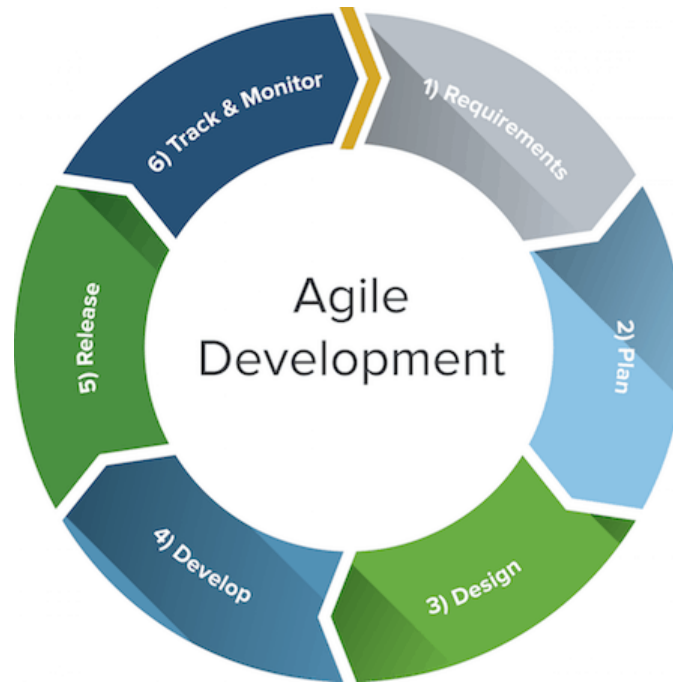 Agile
Development
1) Requirements
2) Plan
3) Design
4) Develop
5) Release
6) Track & Monitor